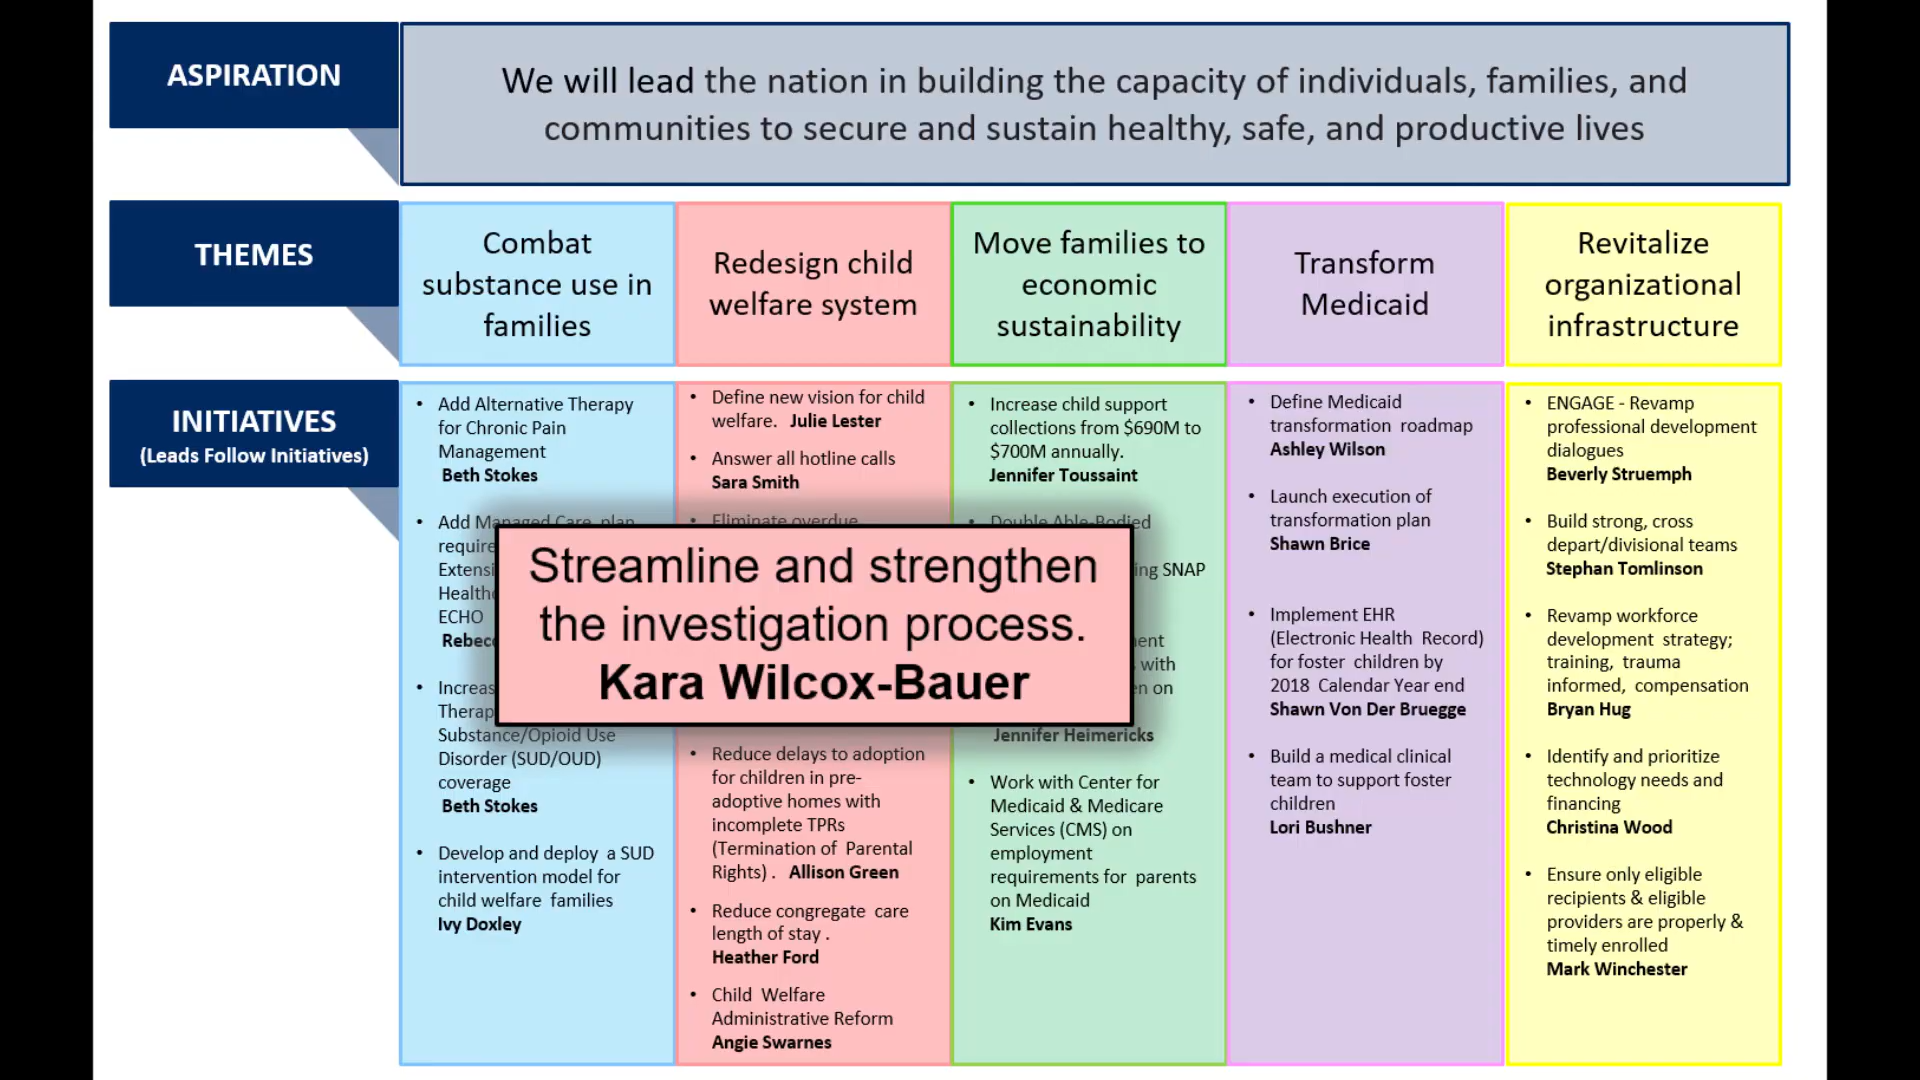 ASPIRATION
We will lead the nation in building the capacity of individuals, families, and
communities to secure and sustain healthy, safe, and productive lives
THEMES
Combat
substance use in
families
Redesign child
welfare system
Move families to
economic
sustainability
Transform
Medicaid
Revitalize
organizational
infrastructure
INITIATIVES
(Leads Follow Initiatives)
• Add Alternative Therapy
for Chronic Pain
Management
Beth Stokes
• Add Managed Care plan
ECHO
Substance/Opioid Use
Disorder (SUD/OUD)
coverage
Beth Stokes
• Develop and deploy a SUD
intervention model for
child welfare families
Ivy Doxley
• Define new vision for child
welfare. Julie Lester
• Answer all hotline calls
Sara Smith
• Eliminate overdue
Streamline and strengthen
the investigation process.
Kara Wilcox-Bauer
• Reduce delays to adoption
for children in pre-
adoptive homes with
incomplete TPRs
(Termination of Parental
Rights) . Allison Green
• Reduce congregate care
length of stay .
Heather Ford
• Child Welfare
Administrative Reform
Angie Swarnes
• Increase child support
collections from $690M to
$700M annually.
Jennifer Toussaint
• Double Able-Bodied
SNAP
with
on
Jennifer Heimericks
• Work with Center for
Medicaid & Medicare
Services (CMS) on
employment
requirements for parents
on Medicaid
Kim Evans
• Define Medicaid
transformation roadmap
Ashley Wilson
• Launch execution of
transformation plan
Shawn Brice
• Implement EHR
(Electronic Health Record)
for foster children by
2018 Calendar Year end
Shawn Von Der Bruegge
• Build a medical clinical
team to support foster
children
Lori Bushner
• ENGAGE - Revamp
professional development
dialogues
Beverly Struemph
• Build strong, cross
depart/divisional teams
Stephan Tomlinson
• Revamp workforce
development strategy;
training, trauma
informed, compensation
Bryan Hug
• Identify and prioritize
technology needs and
financing
Christina Wood
• Ensure only eligible
recipients & eligible
providers are properly &
timely enrolled
Mark Winchester